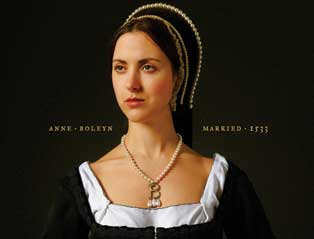 ANNE · BOLEYN MARRIED · 1533
B